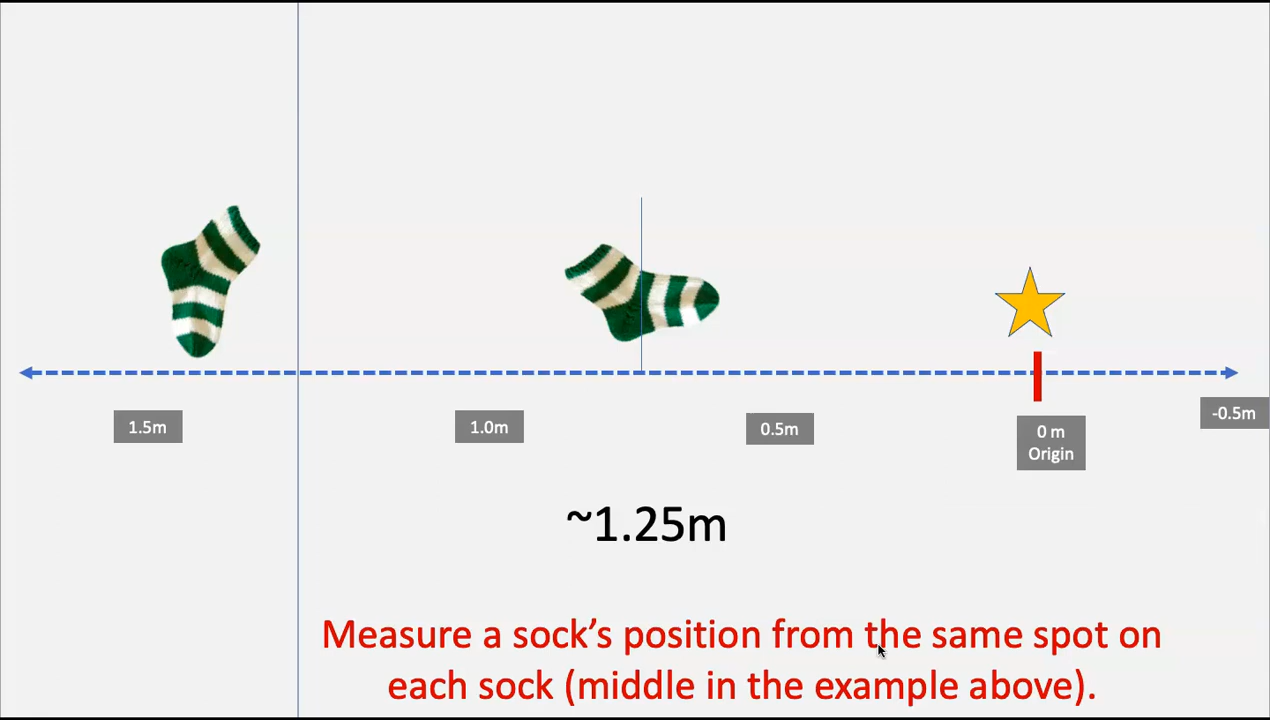 1.5m
1.0m
0.5m
0 m
Origin
-0.5m
~1.25m
Measure a sock’s position from the same spot on
each sock (middle in the example above).